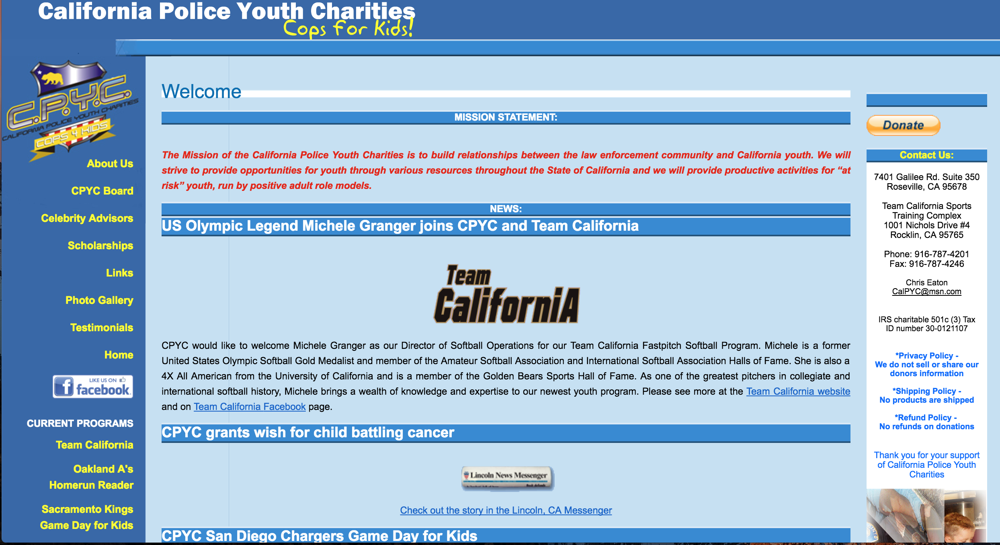 California Police Youth Charities
Cops for Kids!
C.P.Y.C.
CALIFORNIA POLICE YOUTH CHARITIES
COPS 4 KIDS
About Us
CPYC Board
Celebrity Advisors
Scholarships
Links
Photo Gallery
Testimonials
Home
LIKE US ON
facebook
CURRENT PROGRAMS
Team California
Oakland A's
Homerun Reader
Sacramento Kings
Game Day for Kids
Welcome
MISSION STATEMENT:
The Mission of the California Police Youth Charities is to build relationships between the law enforcement community and California youth. We will
strive to provide opportunities for youth through various resources throughout the State of California and we will provide productive activities for “at
risk” youth, run by positive adult role models.
NEWS:
US Olympic Legend Michele Granger joins CPYC and Team California
Team
CaliforniA
CPYC would like to welcome Michele Granger as our Director of Softball Operations for our Team California Fastpitch Softball Program. Michele is a former
United States Olympic Softball Gold Medalist and member of the Amateur Softball Association and International Softball Association Halls of Fame. She is also a
4X All American from the University of California and is a member of the Golden Bears Sports Hall of Fame. As one of the greatest pitchers in collegiate and
international softball history, Michele brings a wealth of knowledge and expertise to our newest youth program. Please see more at the Team California website
and on Team California Facebook page.
CPYC grants wish for child battling cancer
Lincoln News Messenger
Check out the story in the Lincoln, CA Messenger
CPYC San Diego Chargers Game Day for Kids
Donate
Contact Us:
7401 Galilee Rd. Suite 350
Roseville, CA 95678
Team California Sports
Training Complex
1001 Nichols Drive #4
Rocklin, CA 95765
Phone: 916-787-4201
Fax: 916-787-4246
Chris Eaton
CalPYC@msn.com
IRS charitable 501c (3) Tax
ID number 30-0121107
*Privacy Policy -
We do not sell or share our
donors information
*Shipping Policy -
No products are shipped
*Refund Policy -
No refunds on donations
Thank you for your support
of California Police Youth
Charities